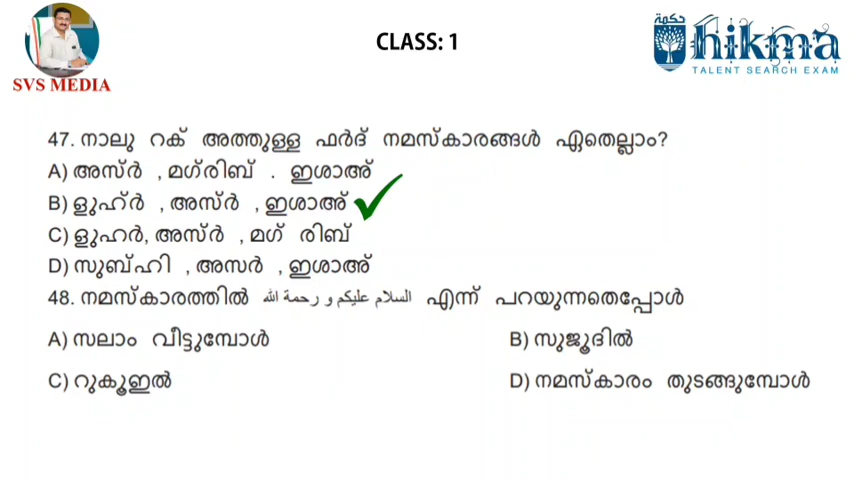 CLASS: 1
SVS MEDIA
حكمة
hikma
TALENT SEARCH EXAM
47. നാലു റക് അത്തുള്ള ഫർദ് നമസ്കാരങ്ങൾ ഏതെല്ലാം?
A) അസ്ർ , മഗ്‌രിബ് . ഇശാഅ്
B) ളുഹ്ർ , അസ്ർ , ഇശാഅ്
C) ളുഹർ, അസ്ർ , മഗ് രിബ്
D) സുബ്ഹി , അസർ , ഇശാഅ്
48. നമസ്കാരത്തിൽ السلام عليكم و رحمة الله എന്ന് പറയുന്നതെപ്പോൾ
A) സലാം വീട്ടുമ്പോൾ B) സുജൂദിൽ
C) റുകൂഇൽ D) നമസ്കാരം തുടങ്ങുമ്പോൾ